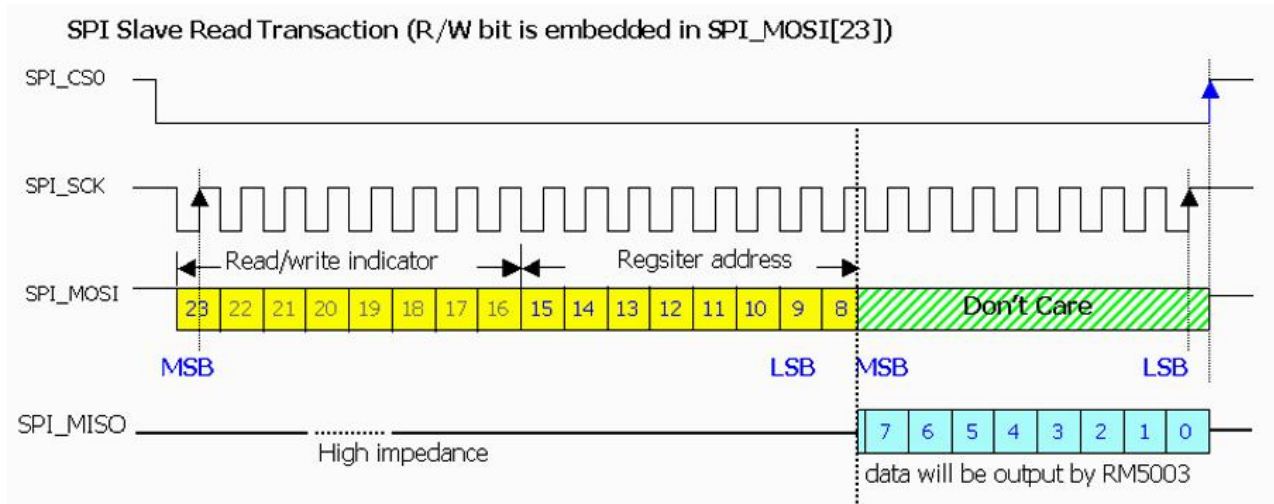 SPI Slave Read Transaction (R/W bit is embedded in SPI_MOSI[23])
SPI_CS0
SPI_SCK
Read/write indicator Regsiter address
SPI_MOSI 23 22 21 20 19 18 17 16 15 14 13 12 11 10 9 8 Don't Care
MSB LSB MSB LSB
SPI_MISO 7 6 5 4 3 2 1 0
High impedance
data will be output by RM5003